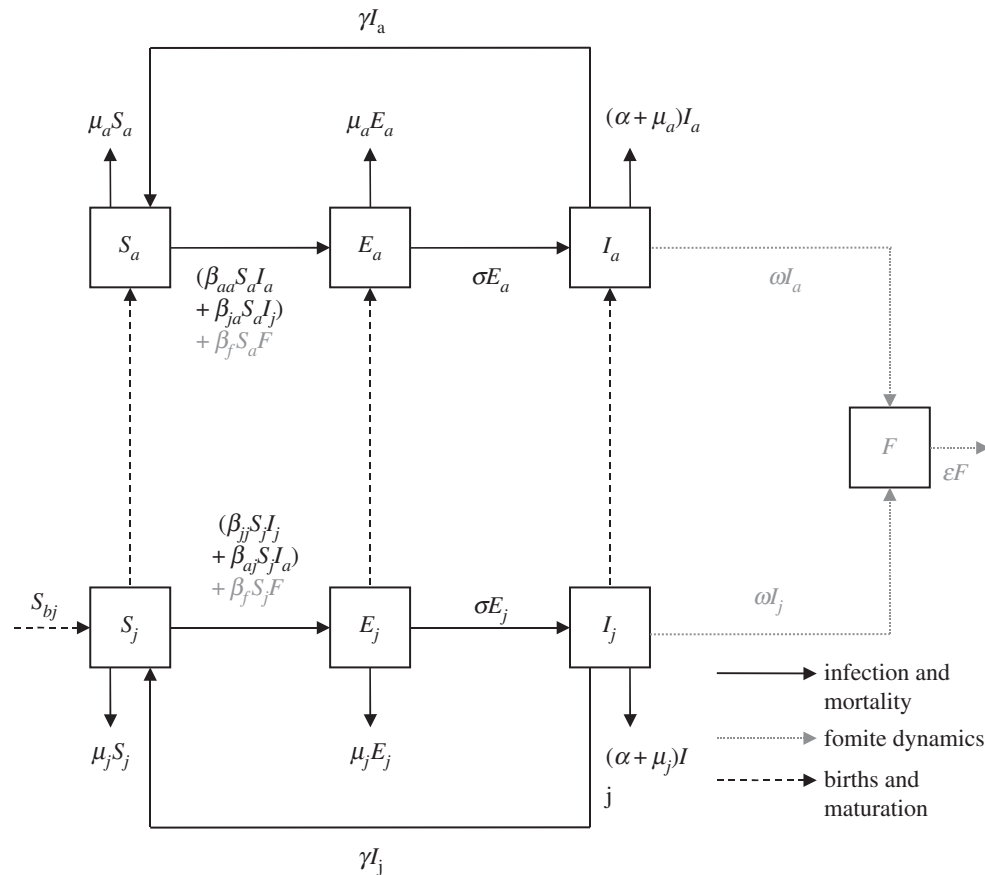 γI_a
μ_aS_a
μ_aE_a
(α + μ_a)I_a
S_a
E_a
I_a
(β_aaS_aI_a
+ β_jaS_aI_j)
+ β_fS_aF
σE_a
ωI_a
F
εF
(β_jjS_jI_j
+ β_ajS_jI_a)
+ β_fS_jF
S_bj
S_j
E_j
I_j
σE_j
ωI_j
μ_jS_j
μ_jE_j
(α + μ_j)I
j
γI_j
infection and
mortality
fomite dynamics
births and
maturation